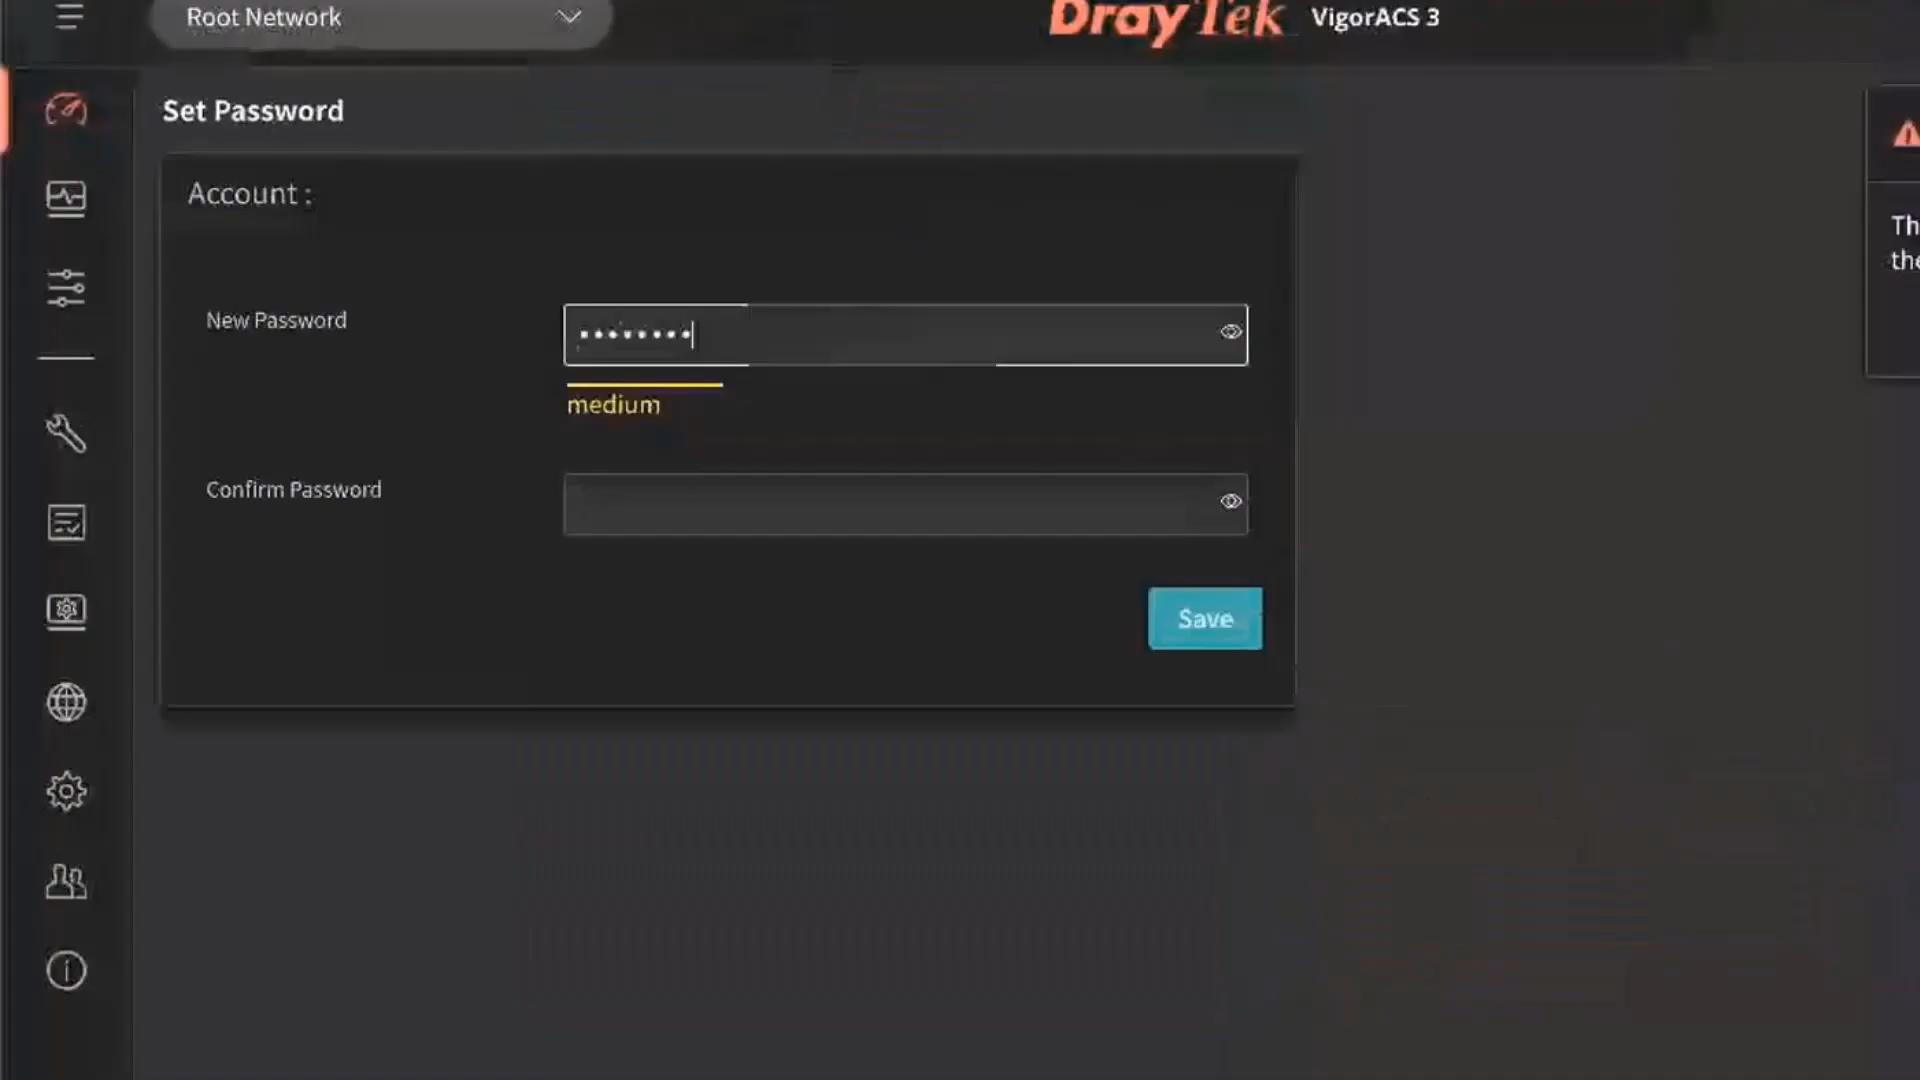 Root Network
DrayTek VigorACS 3
Set Password
Account :
New Password
medium
Confirm Password
Save